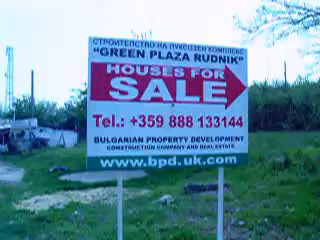 СТРОИТЕЛСТВО НА ЛУКСОЗЕН КОМПЛЕКС
"GREEN PLAZA RUDNIK"
HOUSES FOR
SALE
Tel.: +359 888 133144
BULGARIAN PROPERTY DEVELOPMENT
CONSTRUCTION COMPANY AND REAL ESTATE
www.bpd.uk.com